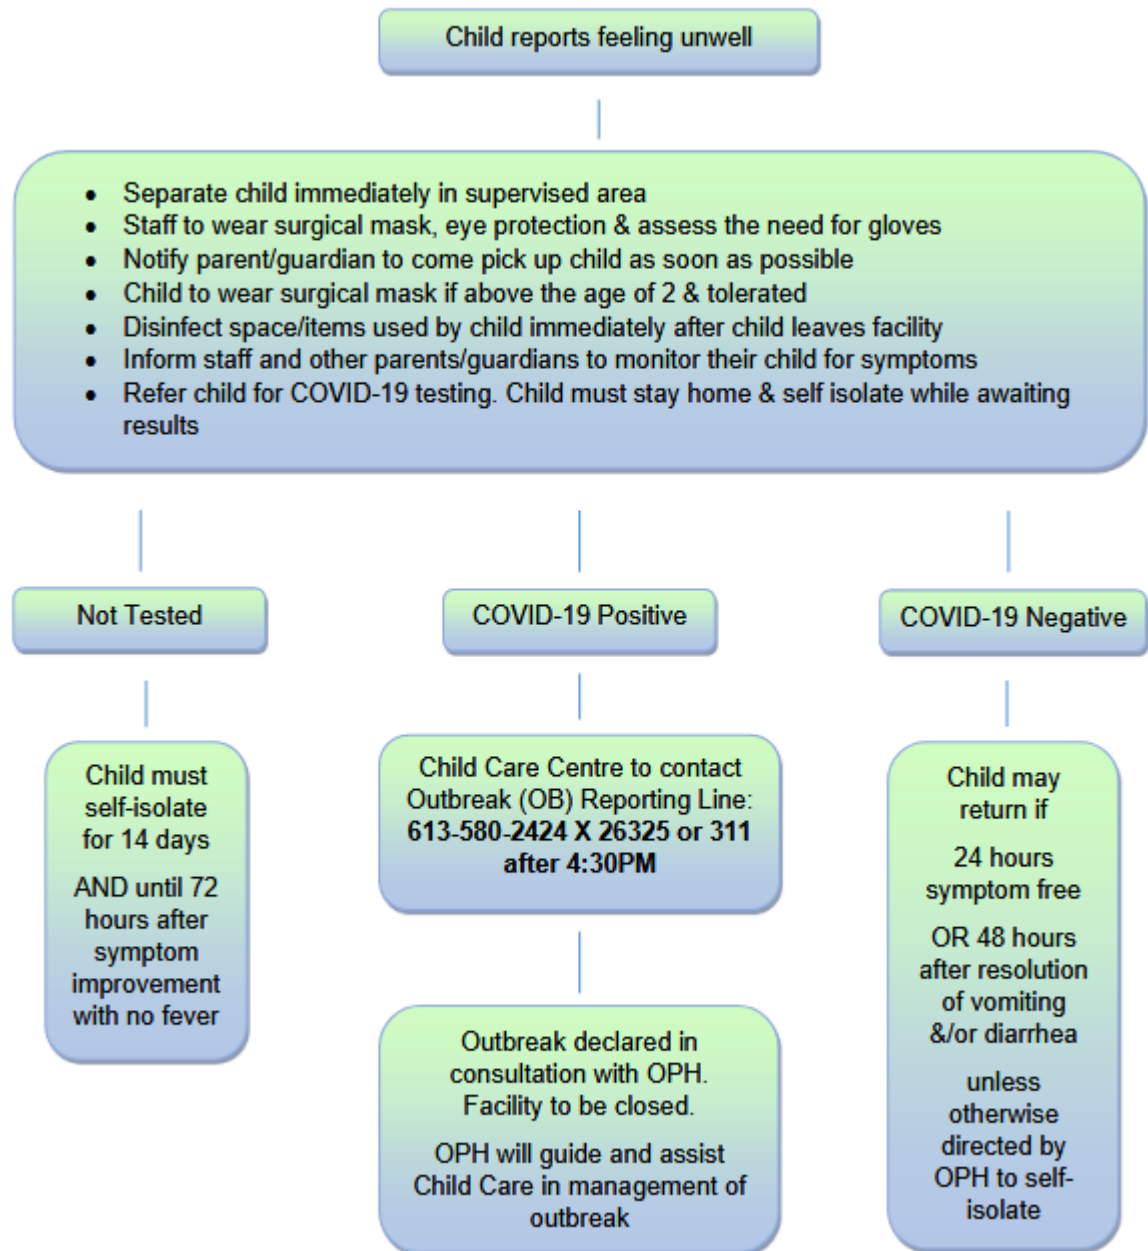 Child reports feeling unwell
• Separate child immediately in supervised area
• Staff to wear surgical mask, eye protection & assess the need for gloves
• Notify parent/guardian to come pick up child as soon as possible
• Child to wear surgical mask if above the age of 2 & tolerated
• Disinfect space/items used by child immediately after child leaves facility
• Inform staff and other parents/guardians to monitor their child for symptoms
• Refer child for COVID-19 testing. Child must stay home & self isolate while awaiting
results
Not Tested
Child must
self-isolate
for 14 days
AND until 72
hours after
symptom
improvement
with no fever
COVID-19 Positive
Child Care Centre to contact
Outbreak (OB) Reporting Line:
613-580-2424 X 26325 or 311
after 4:30PM
Outbreak declared in
consultation with OPH.
Facility to be closed.
OPH will guide and assist
Child Care in management of
outbreak
COVID-19 Negative
Child may
return if
24 hours
symptom free
OR 48 hours
after resolution
of vomiting
&/or diarrhea
unless
otherwise
directed by
OPH to self-
isolate